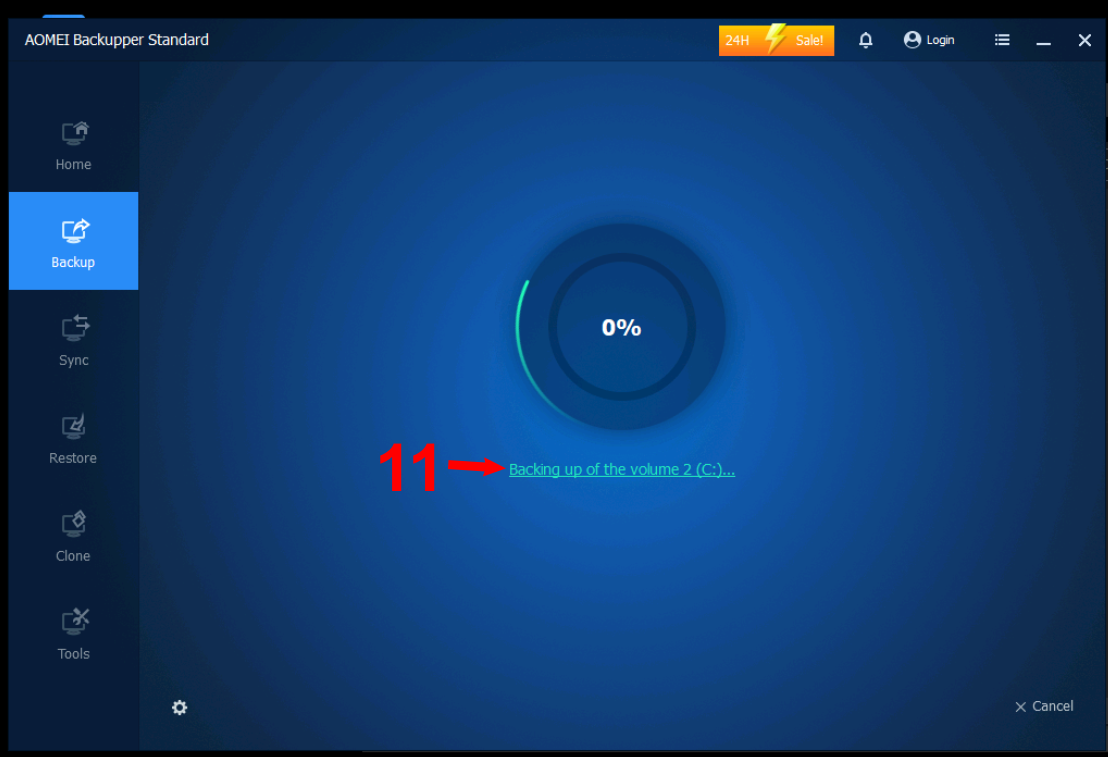 AOMEI Backupper Standard
24H Sale!
Login
Home
Backup
Sync
Restore
Clone
Tools
0%
11
Backing up of the volume 2 (C:)...
Cancel